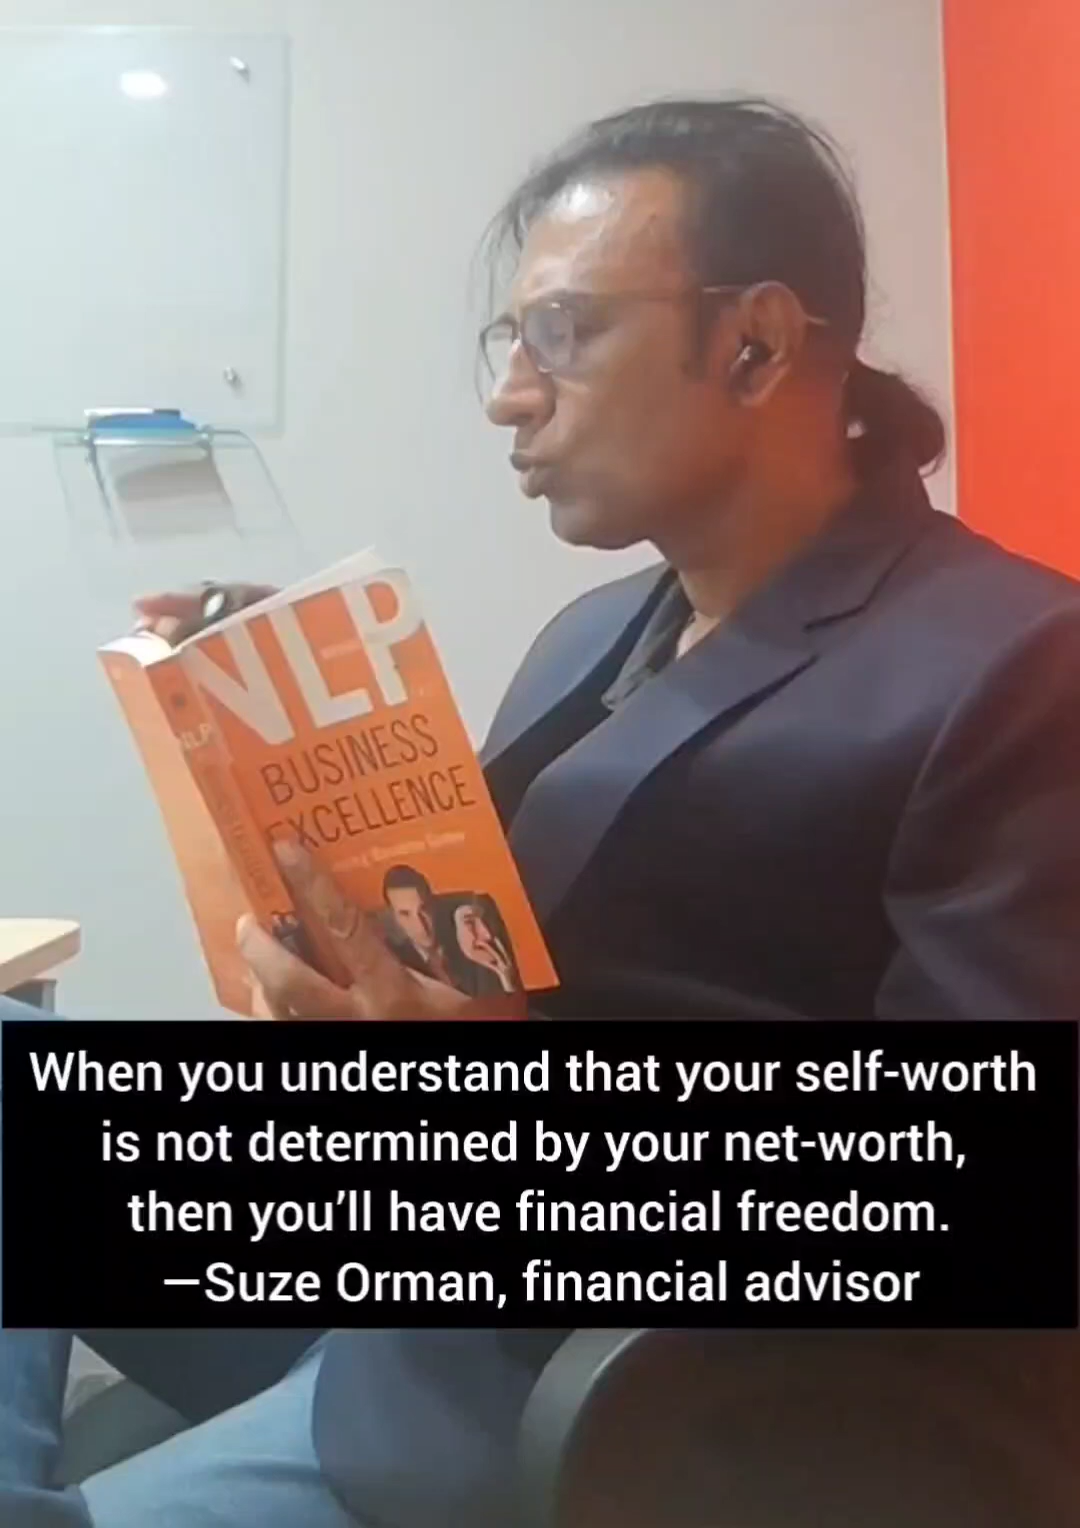 NLP
BUSINESS
EXCELLENCE
NLP
When you understand that your self-worth
is not determined by your net-worth,
then you’ll have financial freedom.
—Suze Orman, financial advisor